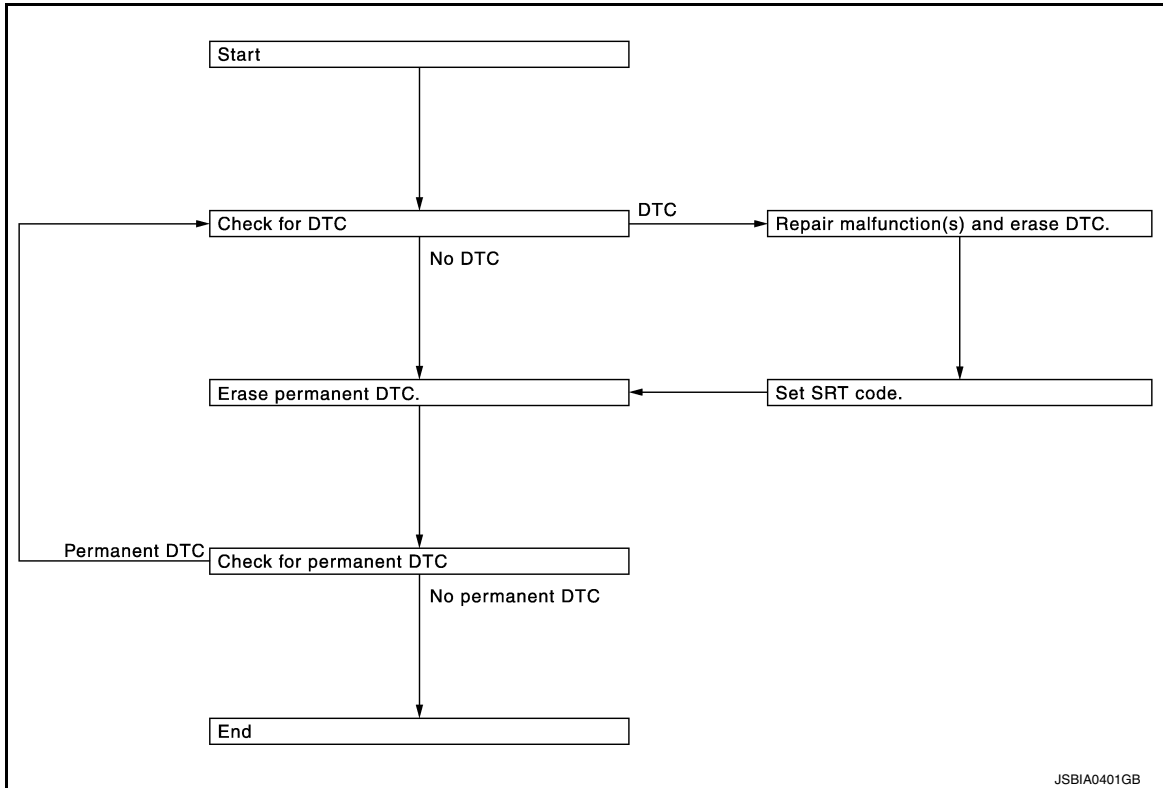 Start
Check for DTC
DTC
Repair malfunction(s) and erase DTC.
No DTC
Erase permanent DTC.
Set SRT code.
Permanent DTC
Check for permanent DTC
No permanent DTC
End
JSBIA0401GB